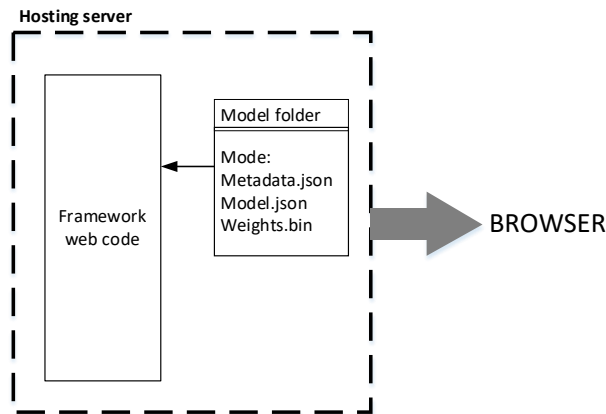 Hosting server
Model folder
Mode:
Metadata.json
Model.json
Weights.bin
Framework
web code
BROWSER